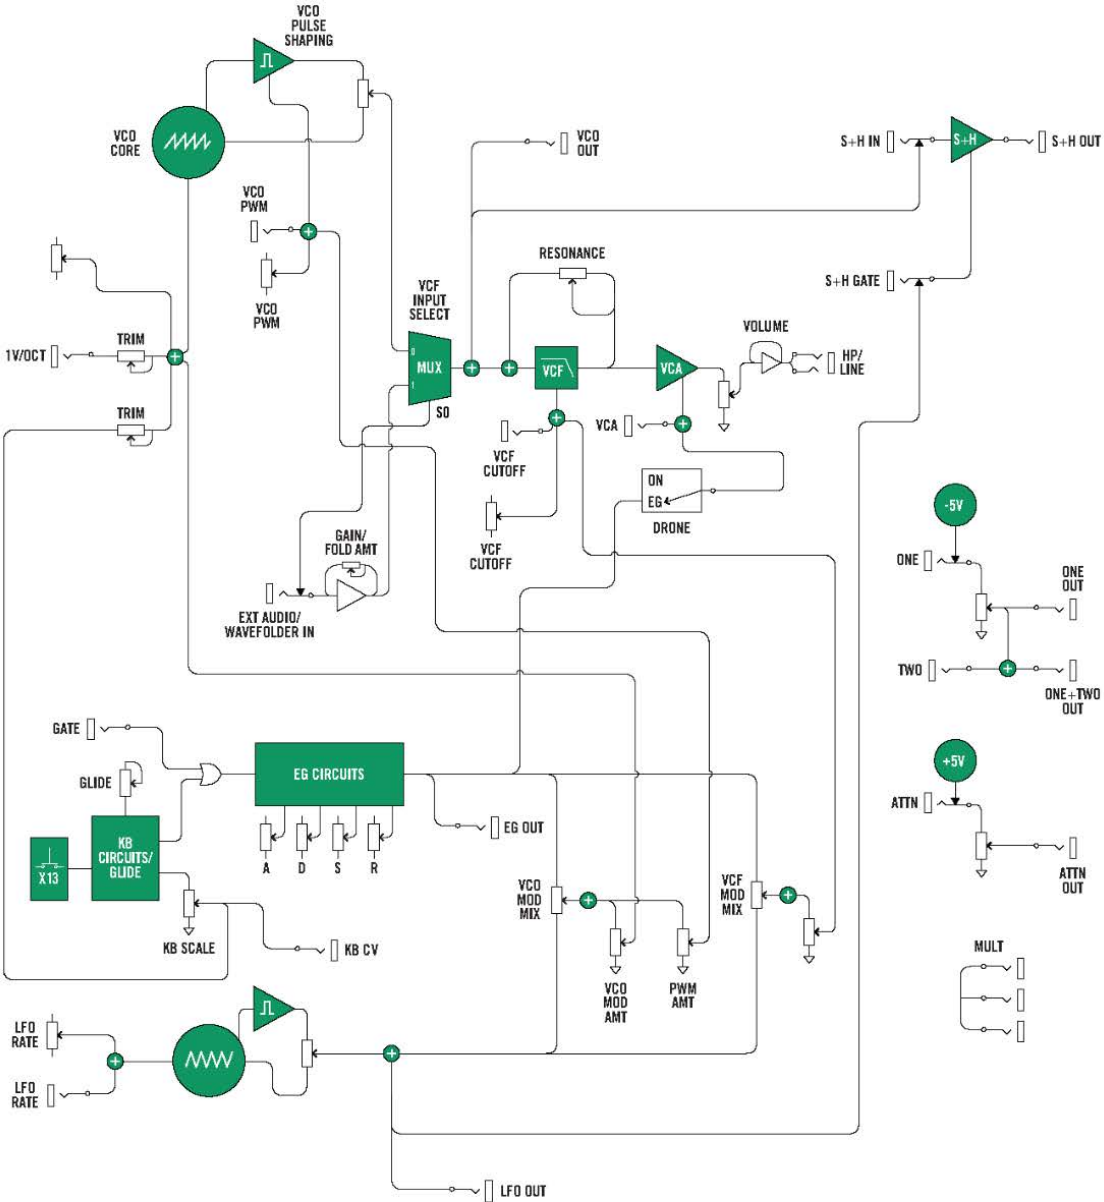 VCO
PULSE
SHAPING
VCO
CORE
VCO
OUT
S+H IN
S+H
S+H OUT
VCO
PWM
VCO
PWM
RESONANCE
S+H GATE
VCF
INPUT
SELECT
1V/OCT
TRIM
0
MUX
1
S0
VCF
VCA
VOLUME
HP/
LINE
TRIM
VCF
CUTOFF
VCA
ON
EG
DRONE
VCF
CUTOFF
GAIN/
FOLD AMT
EXT AUDIO/
WAVEFOLDER IN
-5V
ONE
ONE
OUT
TWO
ONE+TWO
OUT
GATE
EG CIRCUITS
GLIDE
+5V
ATTN
ATTN
OUT
EG OUT
KB
CIRCUITS/
GLIDE
X13
A
D
S
R
VCO
MOD
MIX
VCF
MOD
MIX
KB SCALE
KB CV
VCO
MOD
AMT
PWM
AMT
MULT
LFO
RATE
LFO
RATE
LFO OUT